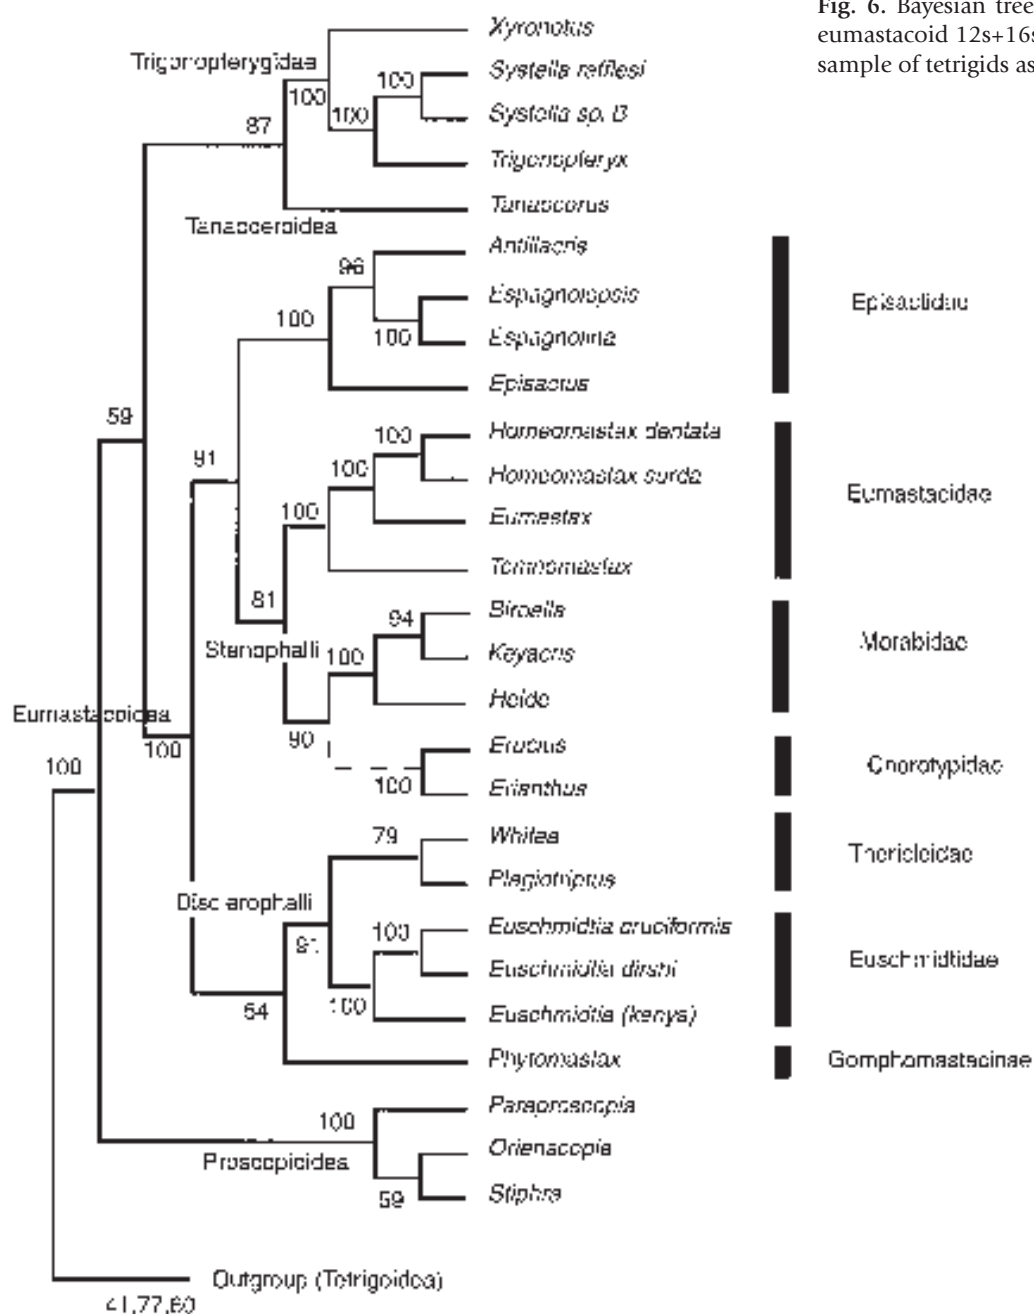 Fig. 6. Bayesian tree
eumastacoid 12s+16s
sample of tetrigids as
Xyronotus
Trigonopterygidae
Systella rafflesi
100
100
Systella sp. B
100
87
Trigonopteryx
Tanaocerus
Tanaoceroidea
Antillacris
96
Espagnolopsis
Episactidae
100
Espagnolina
100
Episactus
59
Homeomastax dentata
100
91
100
Homeomastax surda
Eumastacidae
100
Eumastax
Temnomastax
81
Biroella
94
Stenophalli
100
Keyacris
Morabidae
Heide
Eumastacoidea
90
100
Erucius
100
Chorotypidae
100
Erianthus
79
Whitea
Thericleidae
Plagiotriptus
Disclerophalli
100
Euschmidtia cruciformis
91
Euschmidtia dirshi
Euschmidtidae
100
54
Euschmidtia (kenya)
Phytomastax
Gomphomastacinae
Paraproscopia
100
Orienscopia
Proscopioidea
59
Stiphra
Outgroup (Tetrigoidea)
41,77,60